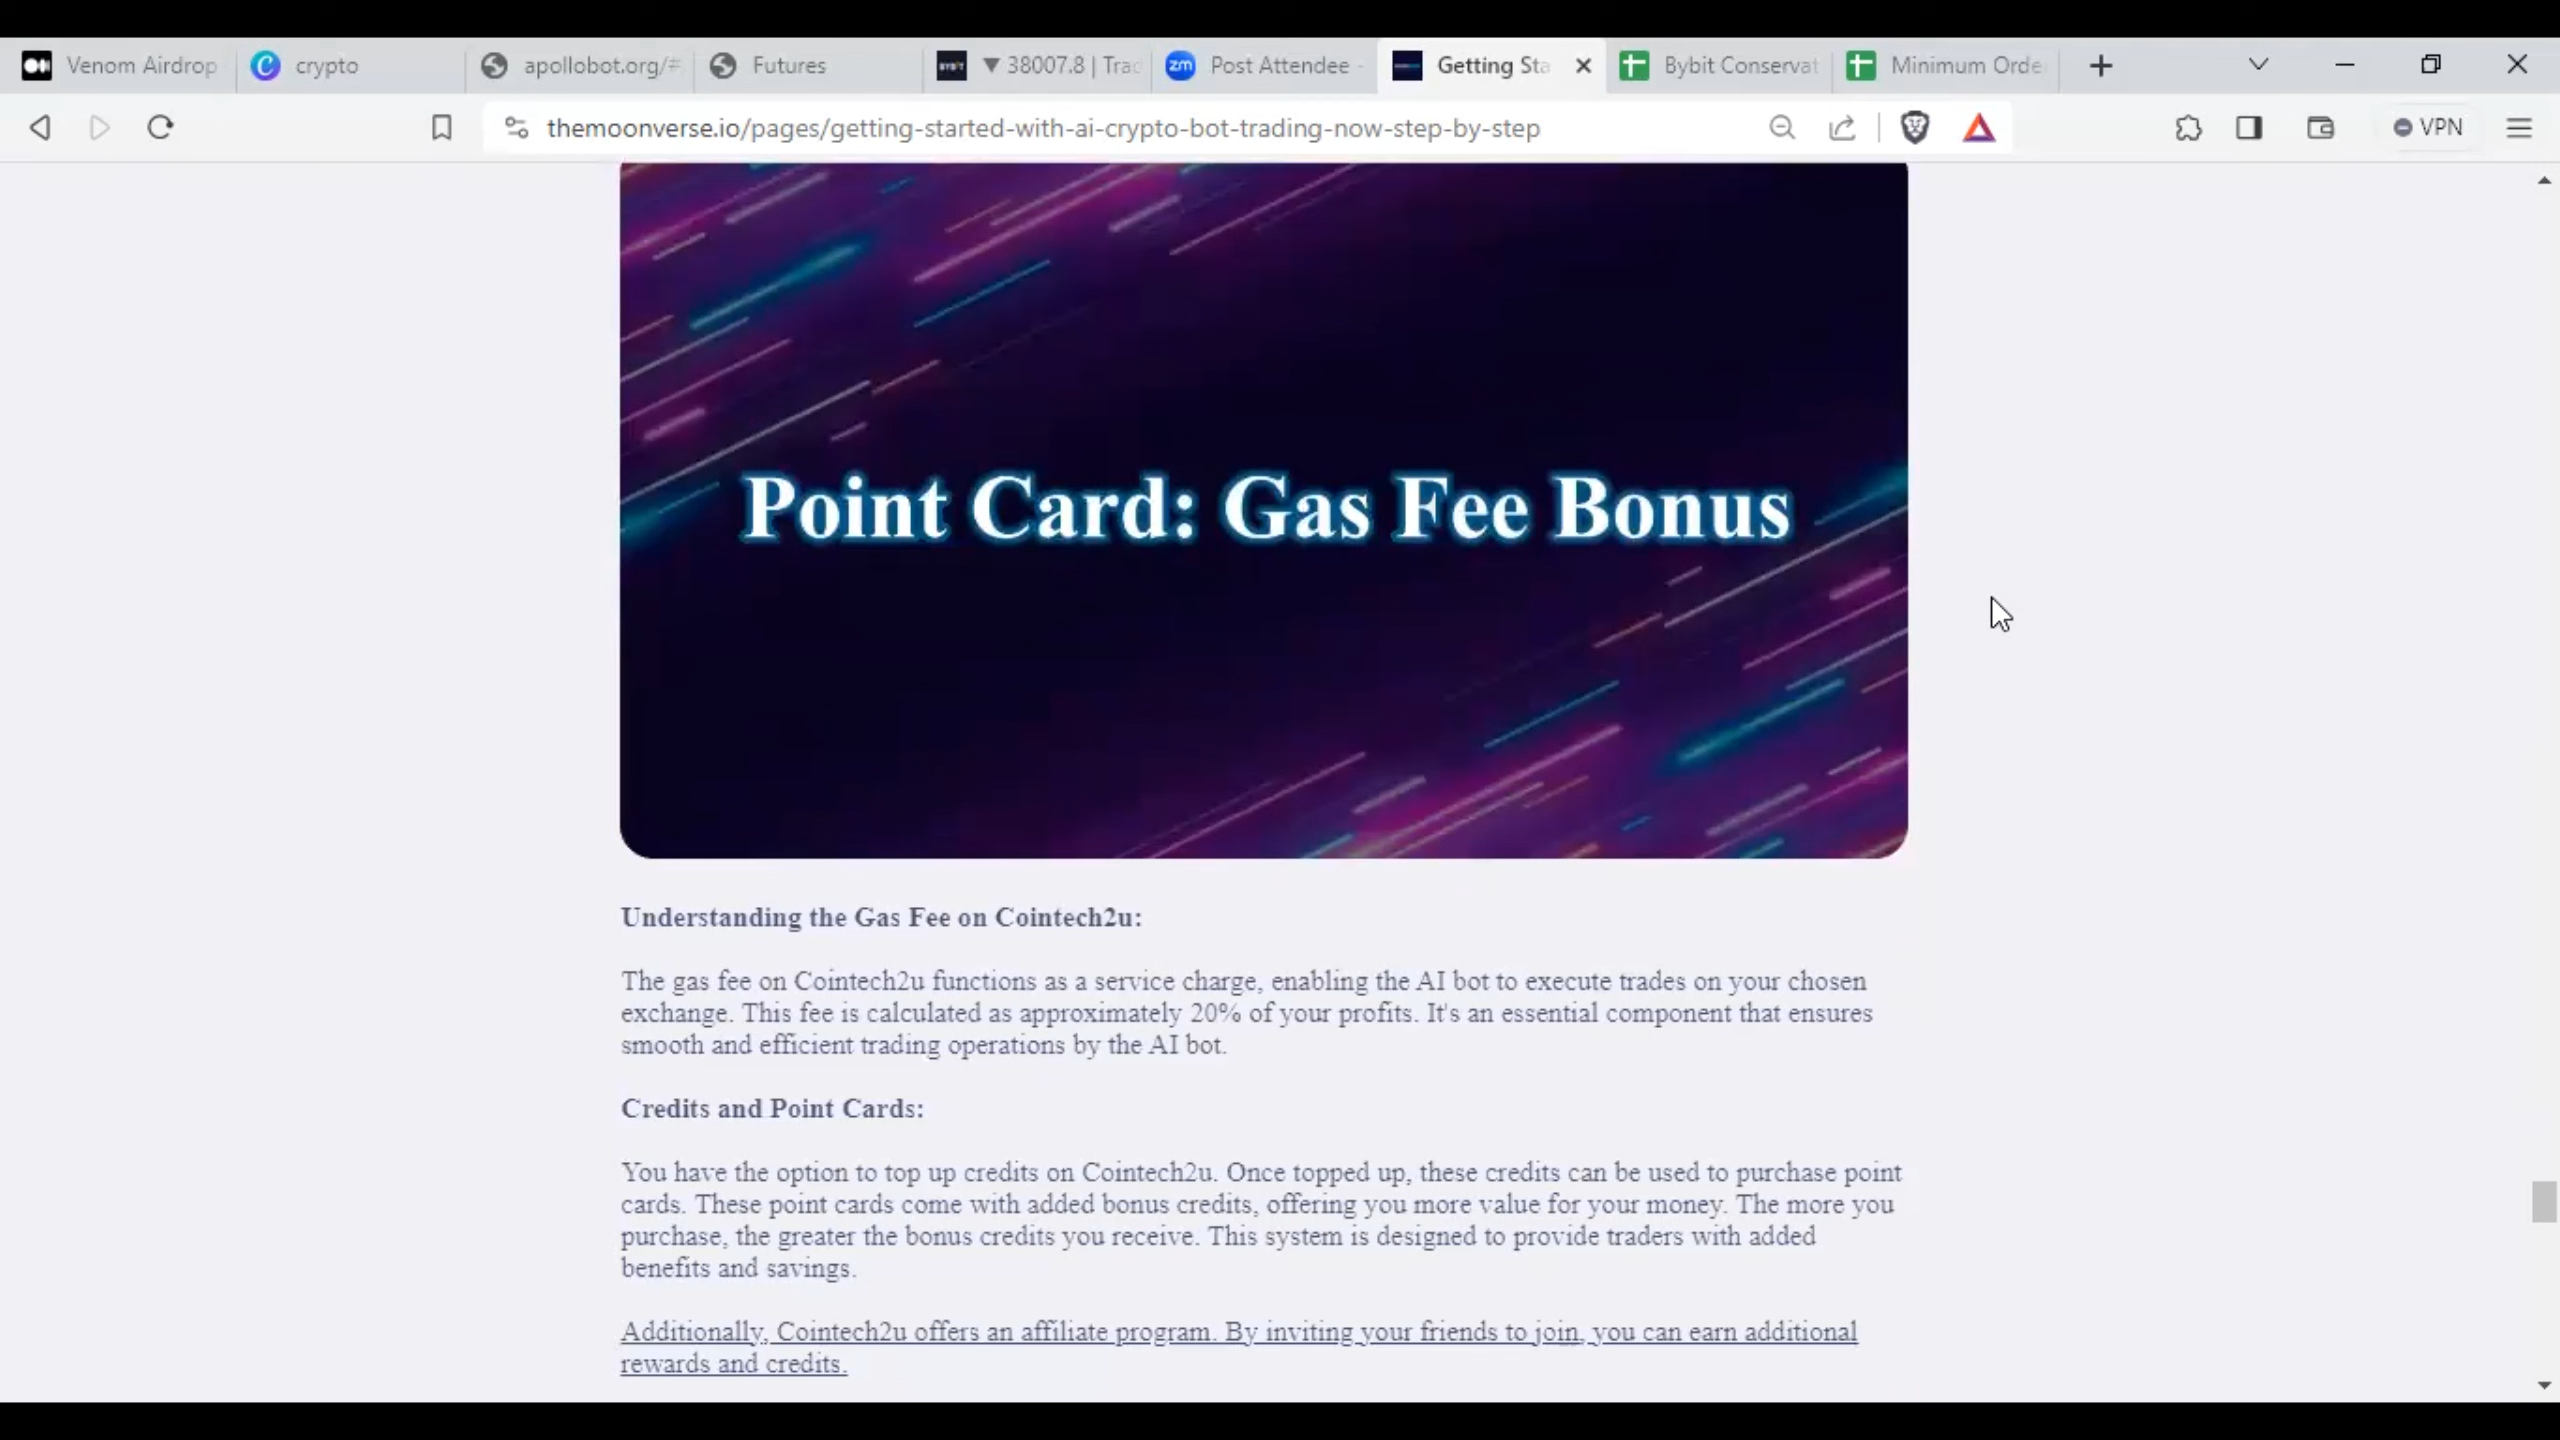 Venom Airdrop
crypto
apollobot.org/#
Futures
▼ 38007.8 | Trac
zm
Post Attendee -
Getting Sta
Bybit Conservat
Minimum Orde
themoonverse.io/pages/getting-started-with-ai-crypto-bot-trading-now-step-by-step
VPN
Point Card: Gas Fee Bonus
Understanding the Gas Fee on Cointech2u:
The gas fee on Cointech2u functions as a service charge, enabling the AI bot to execute trades on your chosen
exchange. This fee is calculated as approximately 20% of your profits. It's an essential component that ensures
smooth and efficient trading operations by the AI bot.
Credits and Point Cards:
You have the option to top up credits on Cointech2u. Once topped up, these credits can be used to purchase point
cards. These point cards come with added bonus credits, offering you more value for your money. The more you
purchase, the greater the bonus credits you receive. This system is designed to provide traders with added
benefits and savings.
Additionally, Cointech2u offers an affiliate program. By inviting your friends to join, you can earn additional
rewards and credits.